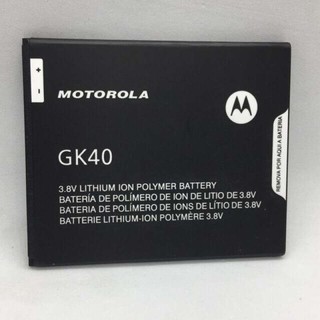 MOTOROLA
GK40
3.8V LITHIUM ION POLYMER BATTERY
BATERÍA DE POLÍMERO DE ION DE LITIO DE 3.8V
BATERIA DE POLÍMERO DE IONS DE LÍTIO DE 3.8V
BATTERIE LITHIUM-ION POLYMÈRE 3.8V
REMOVA POR AQUI A BATERIA